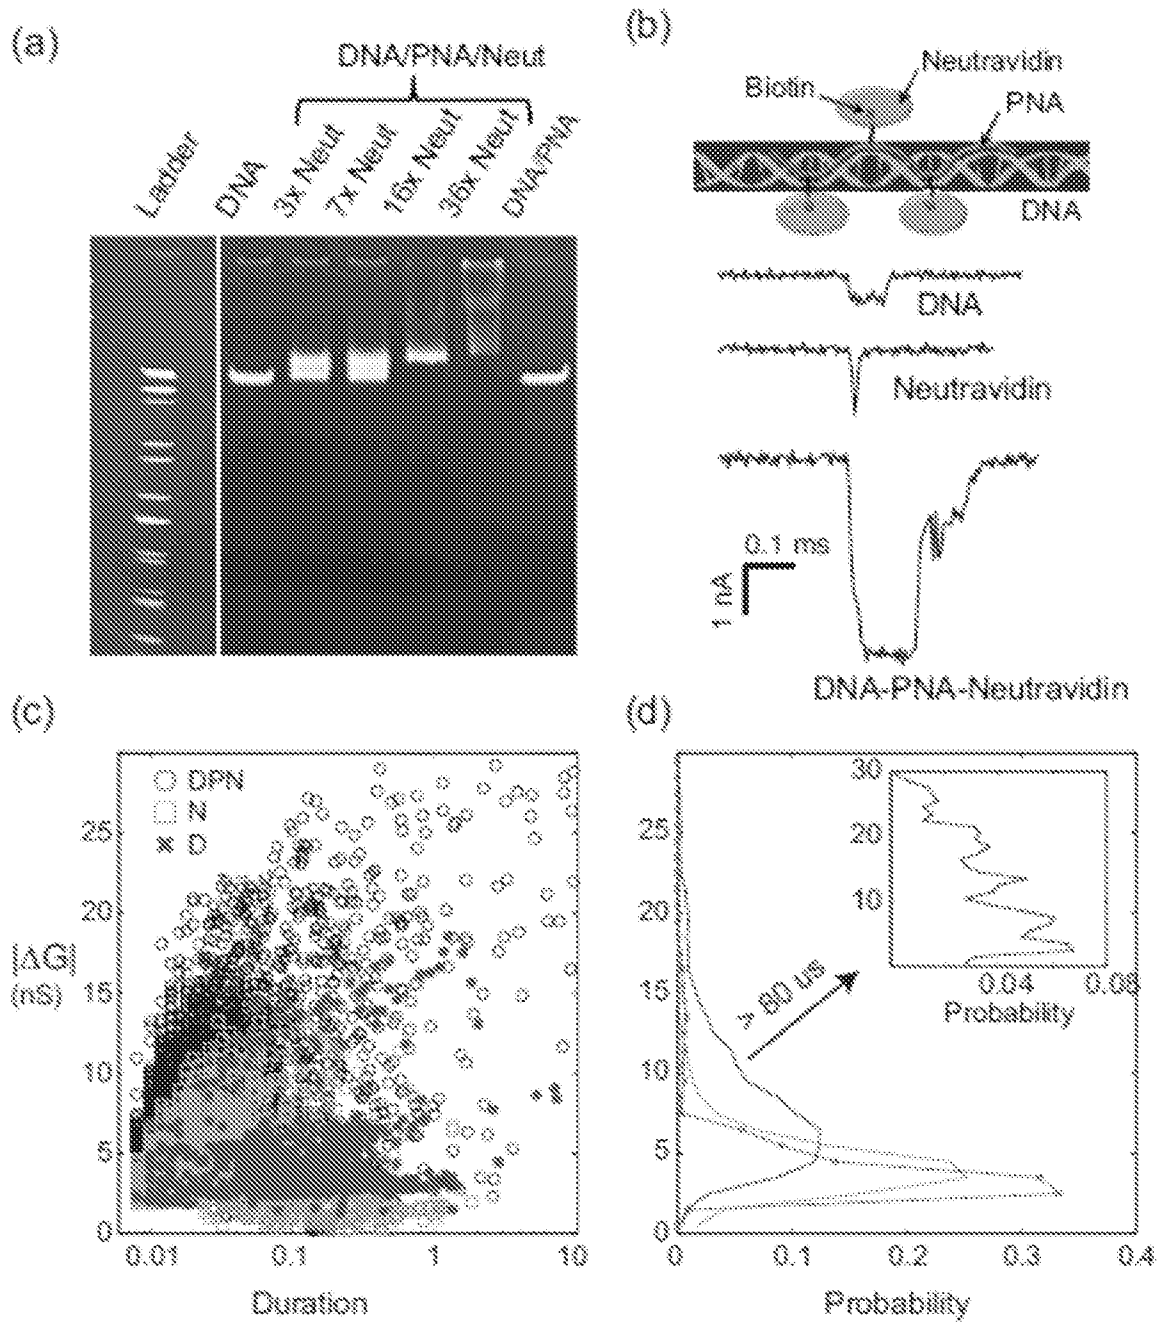 (a)
DNA/PNA/Neut
Ladder
DNA
3x Neut
7x Neut
16x Neut
36x Neut
DNA/PNA
(b)
Neutravidin
Biotin
PNA
DNA
DNA
Neutravidin
0.1 ms
1 nA
DNA-PNA-Neutravidin
(c)
DPN
N
D
25
20
15
10
5
0
|ΔG|
(nS)
0.01
0.1
1
10
Duration
(d)
25
20
15
10
5
0
30
20
10
0.04
0.08
Probability
> 80 us
0
0.1
0.2
0.3
0.4
Probability